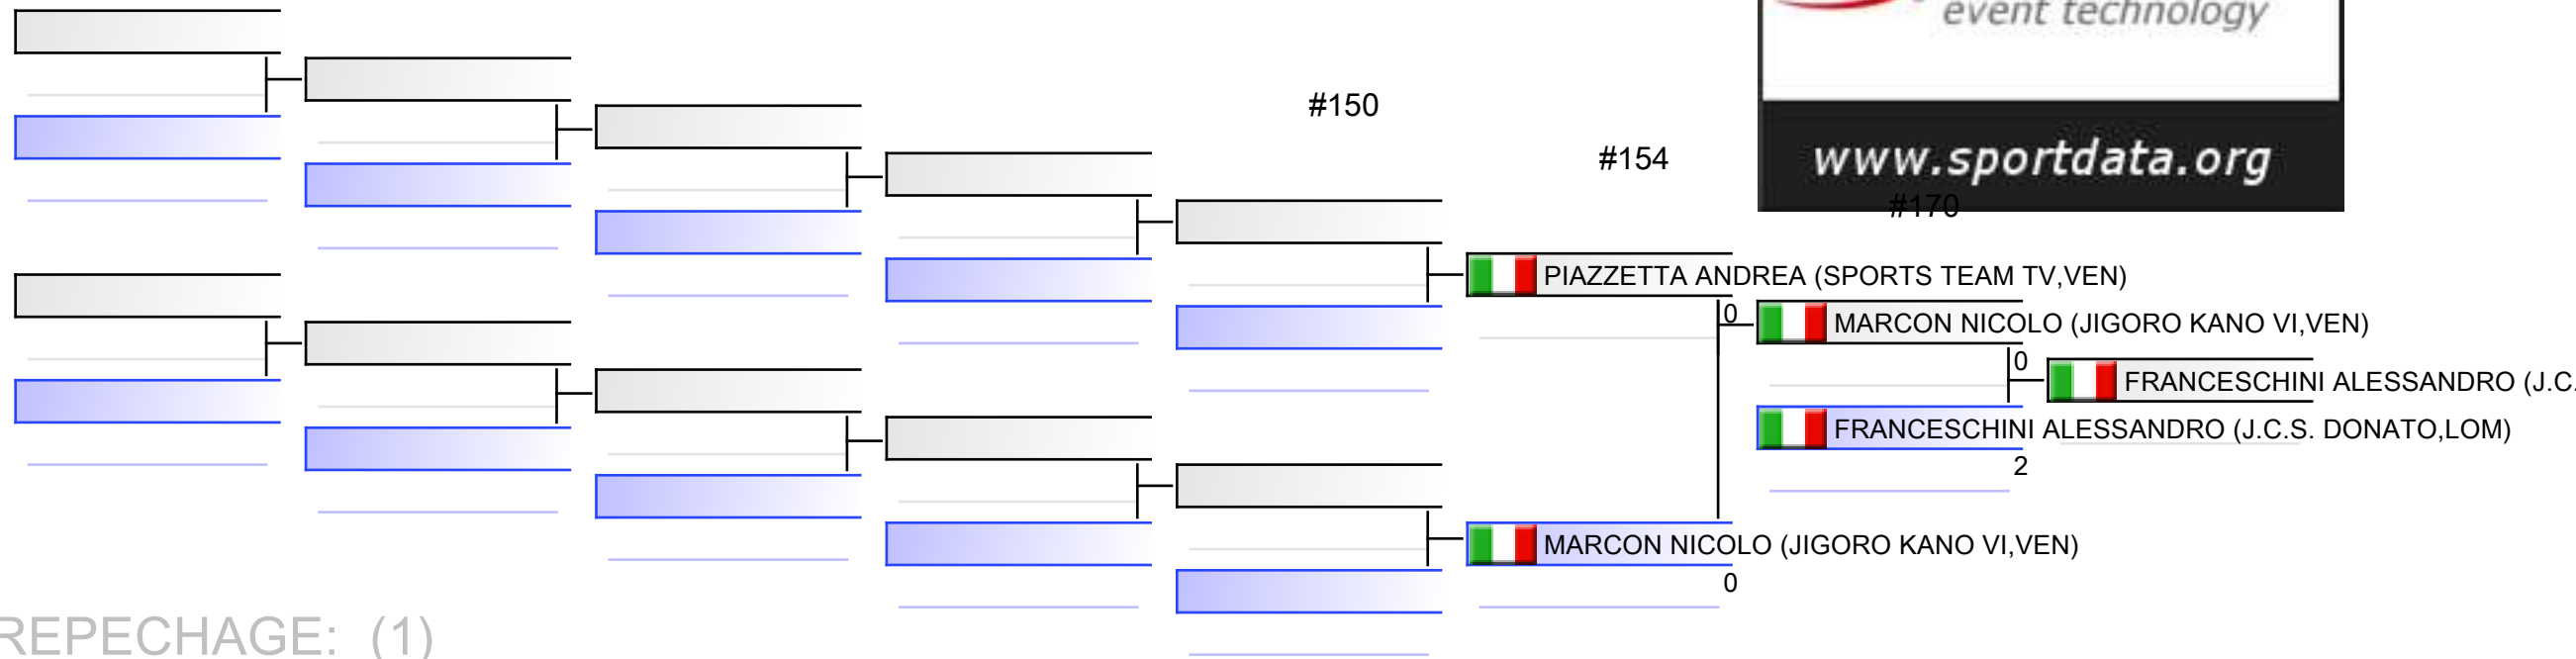 event technology
#150
#154
www.sportdata.org
#170
PIAZZETTA ANDREA (SPORTS TEAM TV,VEN)
0
MARCON NICOLO (JIGORO KANO VI,VEN)
0
FRANCESCHINI ALESSANDRO (J.C.
FRANCESCHINI ALESSANDRO (J.C.S. DONATO,LOM)
2
MARCON NICOLO (JIGORO KANO VI,VEN)
0
REPECHAGE: (1)